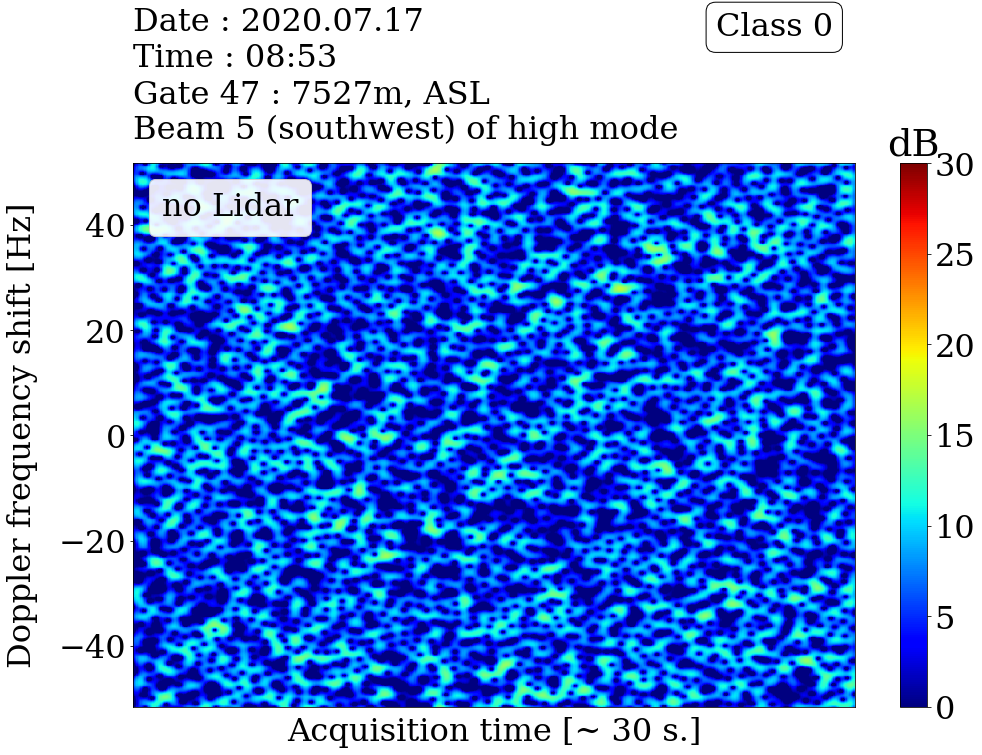 Date : 2020.07.17
Time : 08:53
Gate 47 : 7527m, ASL
Beam 5 (southwest) of high mode
Class 0
dB
no Lidar
Doppler frequency shift [Hz]
40
20
0
−20
−40
30
25
20
15
10
5
0
Acquisition time [~ 30 s.]